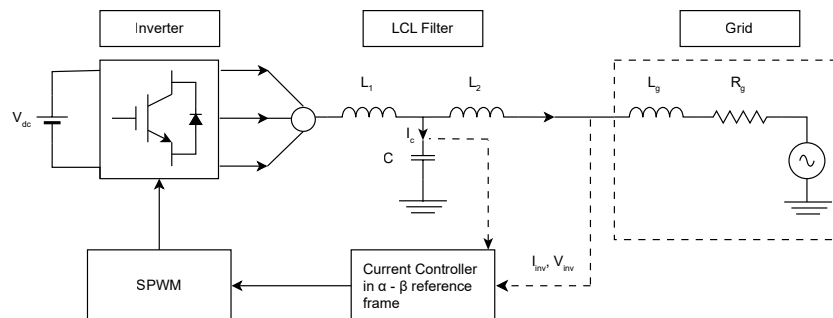 Inverter
LCL Filter
Grid
L1
L2
Lg
Rg
Vdc
Ic
C
Iinv, Vinv
SPWM
Current Controller
in α - β reference
frame